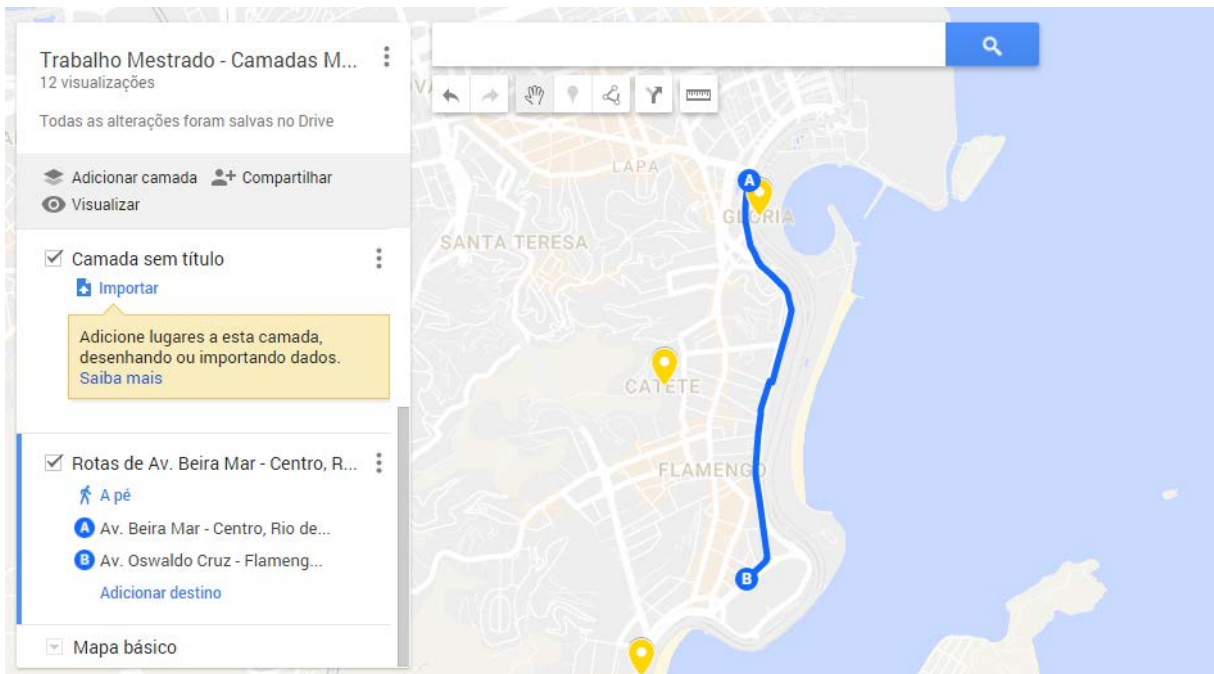 Trabalho Mestrado - Camadas M...
12 visualizações
Todas as alterações foram salvas no Drive
Adicionar camada
Compartilhar
Visualizar
Camada sem título
Importar
Adicione lugares a esta camada,
desenhando ou importando dados.
Saiba mais
Rotas de Av. Beira Mar - Centro, R...
A pé
A Av. Beira Mar - Centro, Rio de...
B Av. Oswaldo Cruz - Flameng...
Adicionar destino
Mapa básico
LAPA
A
GLORIA
SANTA TERESA
CATETE
FLAMENGO
B